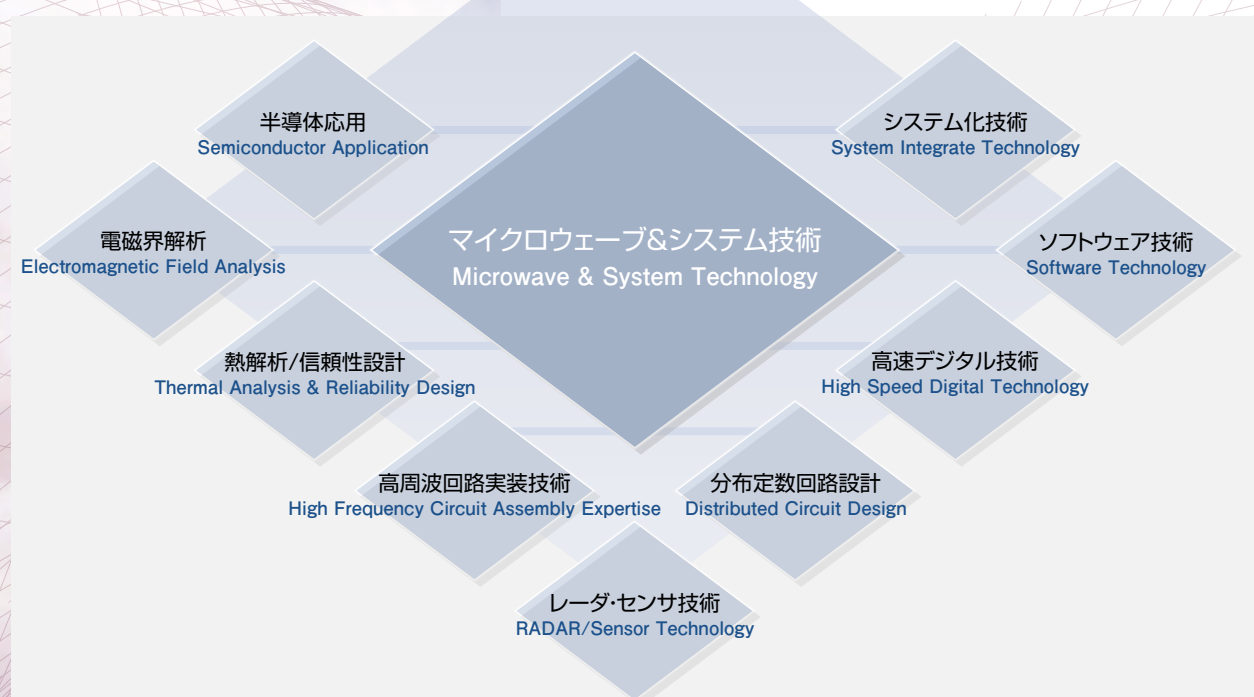 半導体応用
Semiconductor Application
システム化技術
System Integrate Technology
電磁界解析
Electromagnetic Field Analysis
マイクロウェーブ&システム技術
Microwave & System Technology
ソフトウェア技術
Software Technology
熱解析/信頼性設計
Thermal Analysis & Reliability Design
高速デジタル技術
High Speed Digital Technology
高周波回路実装技術
High Frequency Circuit Assembly Expertise
分布定数回路設計
Distributed Circuit Design
レーダ・センサ技術
RADAR/Sensor Technology